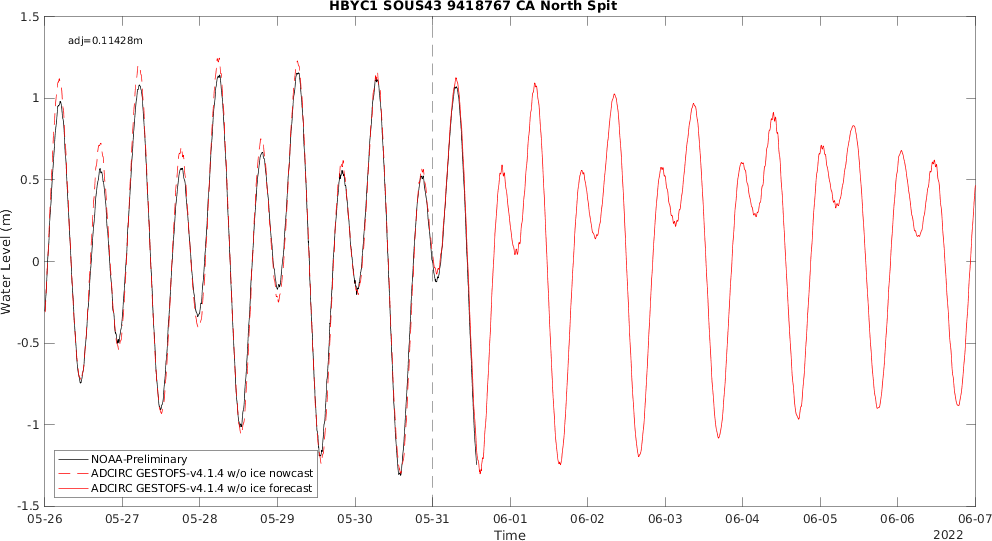 HBYC1 SOUS43 9418767 CA North Spit
adj=0.11428m
Water Level (m)
1.5
1
0.5
0
-0.5
-1
-1.5
NOAA-Preliminary
ADCIRC GESTOFS-v4.1.4 w/o ice nowcast
ADCIRC GESTOFS-v4.1.4 w/o ice forecast
05-26 05-27 05-28 05-29 05-30 05-31 06-01 06-02 06-03 06-04 06-05 06-06 06-07
Time
2022